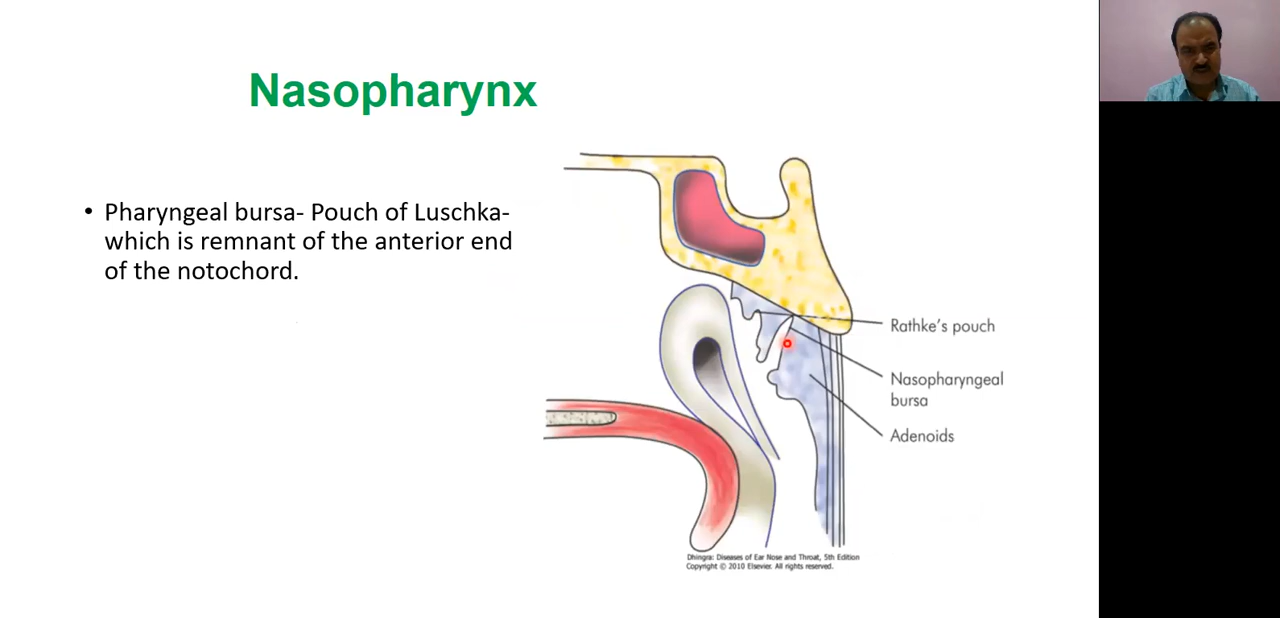 Nasopharynx
• Pharyngeal bursa- Pouch of Luschka-
which is remnant of the anterior end
of the notochord.
Rathke's pouch
Nasopharyngeal
bursa
Adenoids
Dhingra: Diseases of Ear Nose and Throat, 5th Edition
Copyright © 2010 Elsevier. All rights reserved.